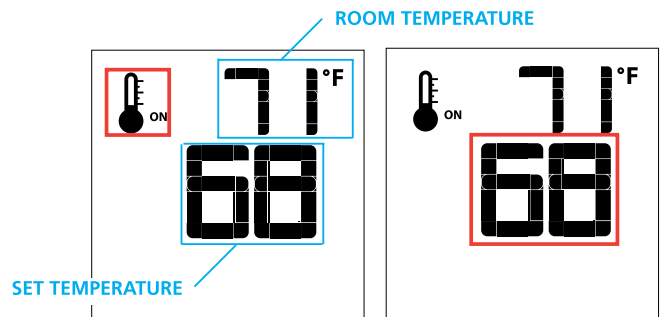 ROOM TEMPERATURE
71 °F
ON
68
SET TEMPERATURE
71 °F
ON
68